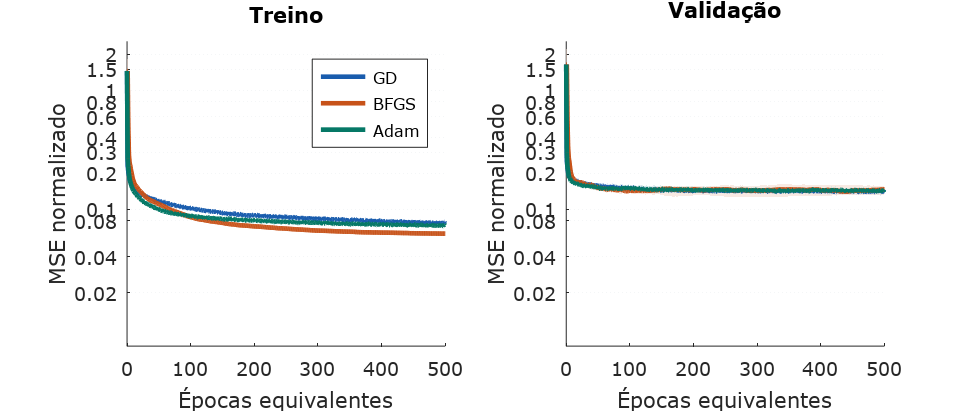 Treino
MSE normalizado
2
1.5
1
0.8
0.6
0.4
0.3
0.2
0.1
0.08
0.04
0.02
GD
BFGS
Adam
0 100 200 300 400 500
Épocas equivalentes
Validação
MSE normalizado
2
1.5
1
0.8
0.6
0.4
0.3
0.2
0.1
0.08
0.04
0.02
0 100 200 300 400 500
Épocas equivalentes